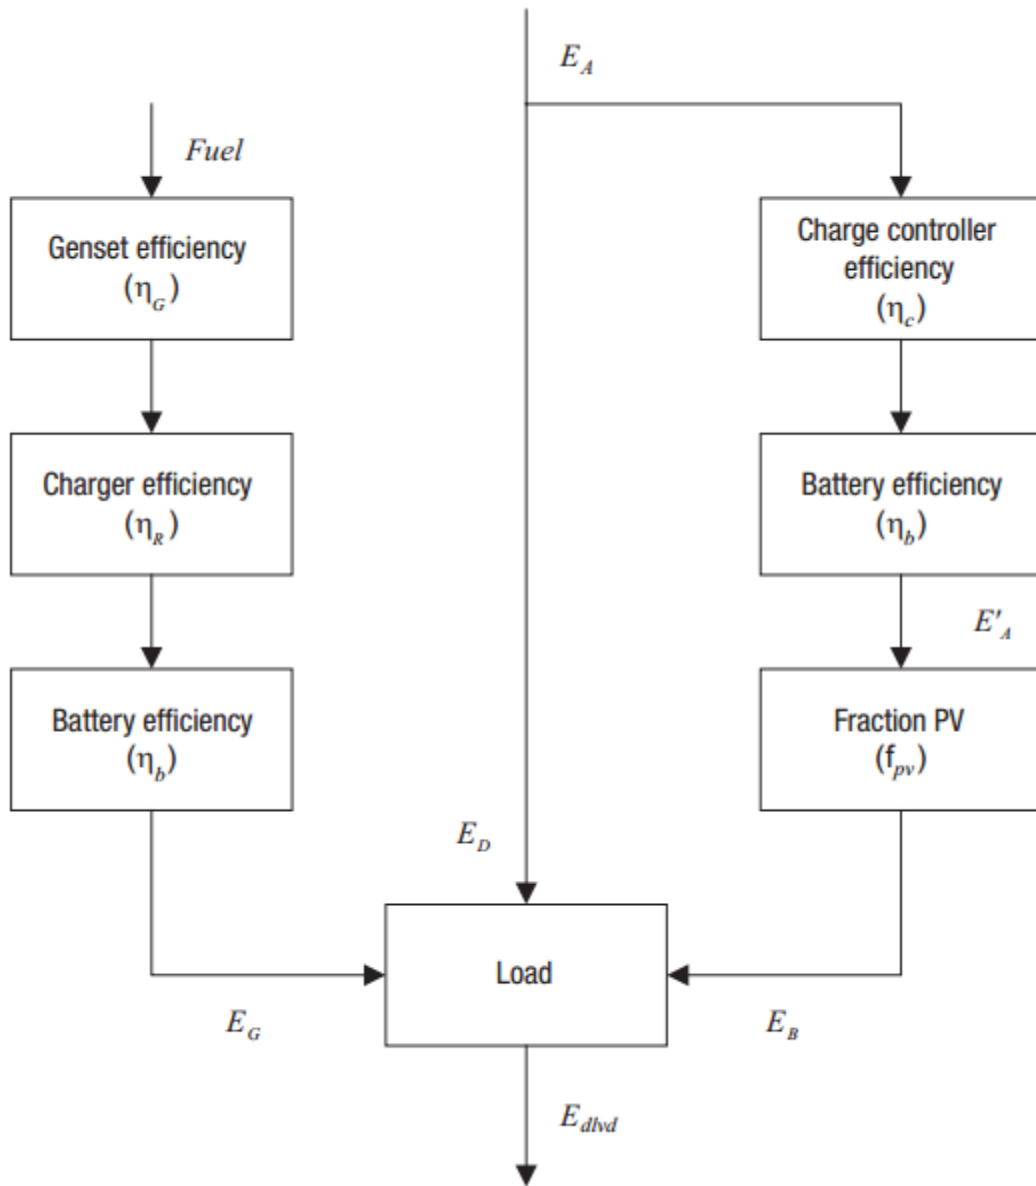 E_A
Fuel
Genset efficiency
(η_G)
Charge controller
efficiency
(η_c)
Charger efficiency
(η_R)
Battery efficiency
(η_b)
E'_A
Battery efficiency
(η_b)
Fraction PV
(f_pv)
E_D
Load
E_G
E_B
E_dlvd